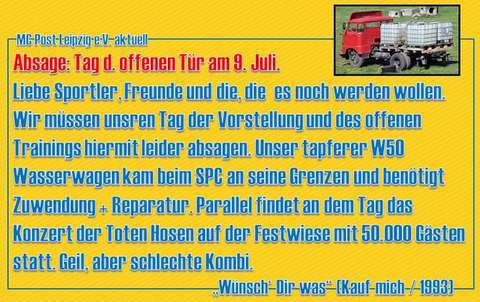 MC Post Leipzig e.V. aktuell
Absage: Tag d. offenen Tür am 9. Juli.
Liebe Sportler, Freunde und die, die es noch werden wollen.
Wir müssen unsren Tag der Vorstellung und des offenen
Trainings hiermit leider absagen. Unser tapferer W50
Wasserwagen kam beim SPC an seine Grenzen und benötigt
Zuwendung + Reparatur. Parallel findet an dem Tag das
Konzert der Toten Hosen auf der Festwiese mit 50.000 Gästen
statt. Geil, aber schlechte Kombi.
„Wünsch' Dir was“ (Kauf mich / 1993)